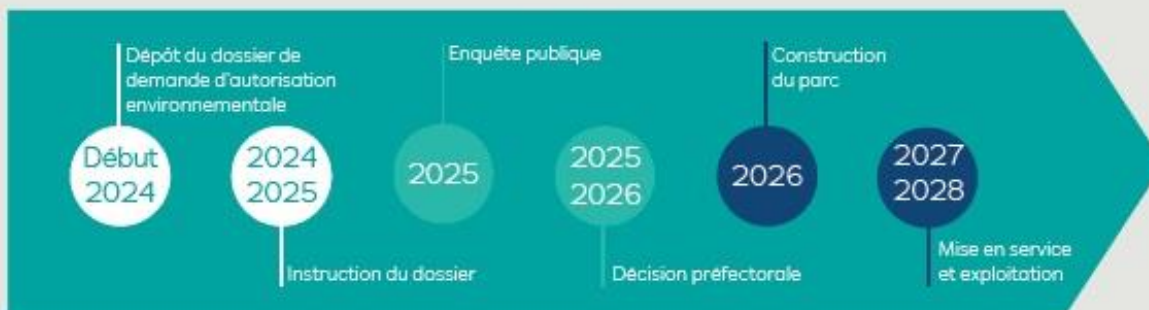 Dépôt du dossier de
demande d'autorisation
environnementale
Début
2024
2024
2025
Instruction du dossier
Enquête publique
2025
2025
2026
Décision préfectorale
Construction
du parc
2026
2027
2028
Mise en service
et exploitation